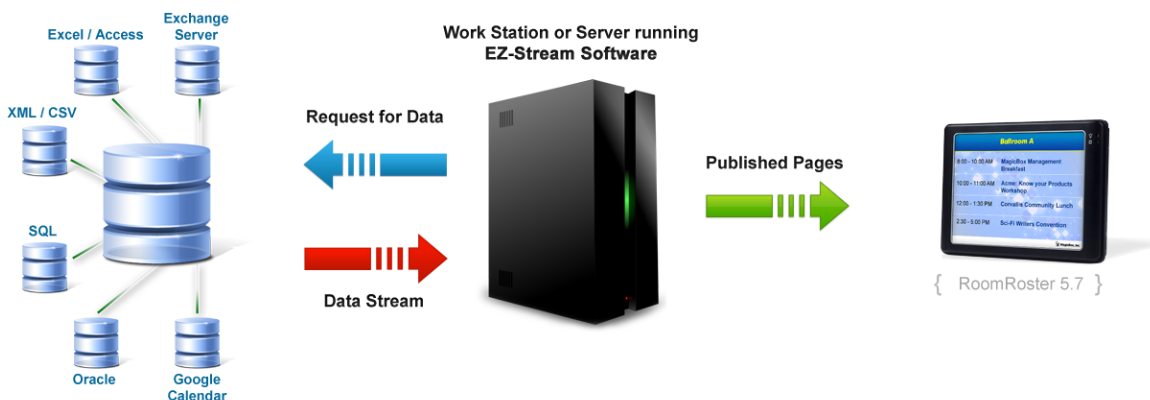 Exchange
Server
Excel / Access
XML / CSV
SQL
Oracle
Google
Calendar
Request for Data
Data Stream
Work Station or Server running
EZ-Stream Software
Published Pages
Ballroom A
8:00 - 10:00 AM MagicBox Management
Breakfast
10:00 - 11:00 AM Acme: Know your Products
Workshop
12:00 - 1:30 PM Corvallis Community Lunch
2:30 - 5:00 PM Sci-Fi Writers Convention
MagicBox, Inc.
{ RoomRoster 5.7 }